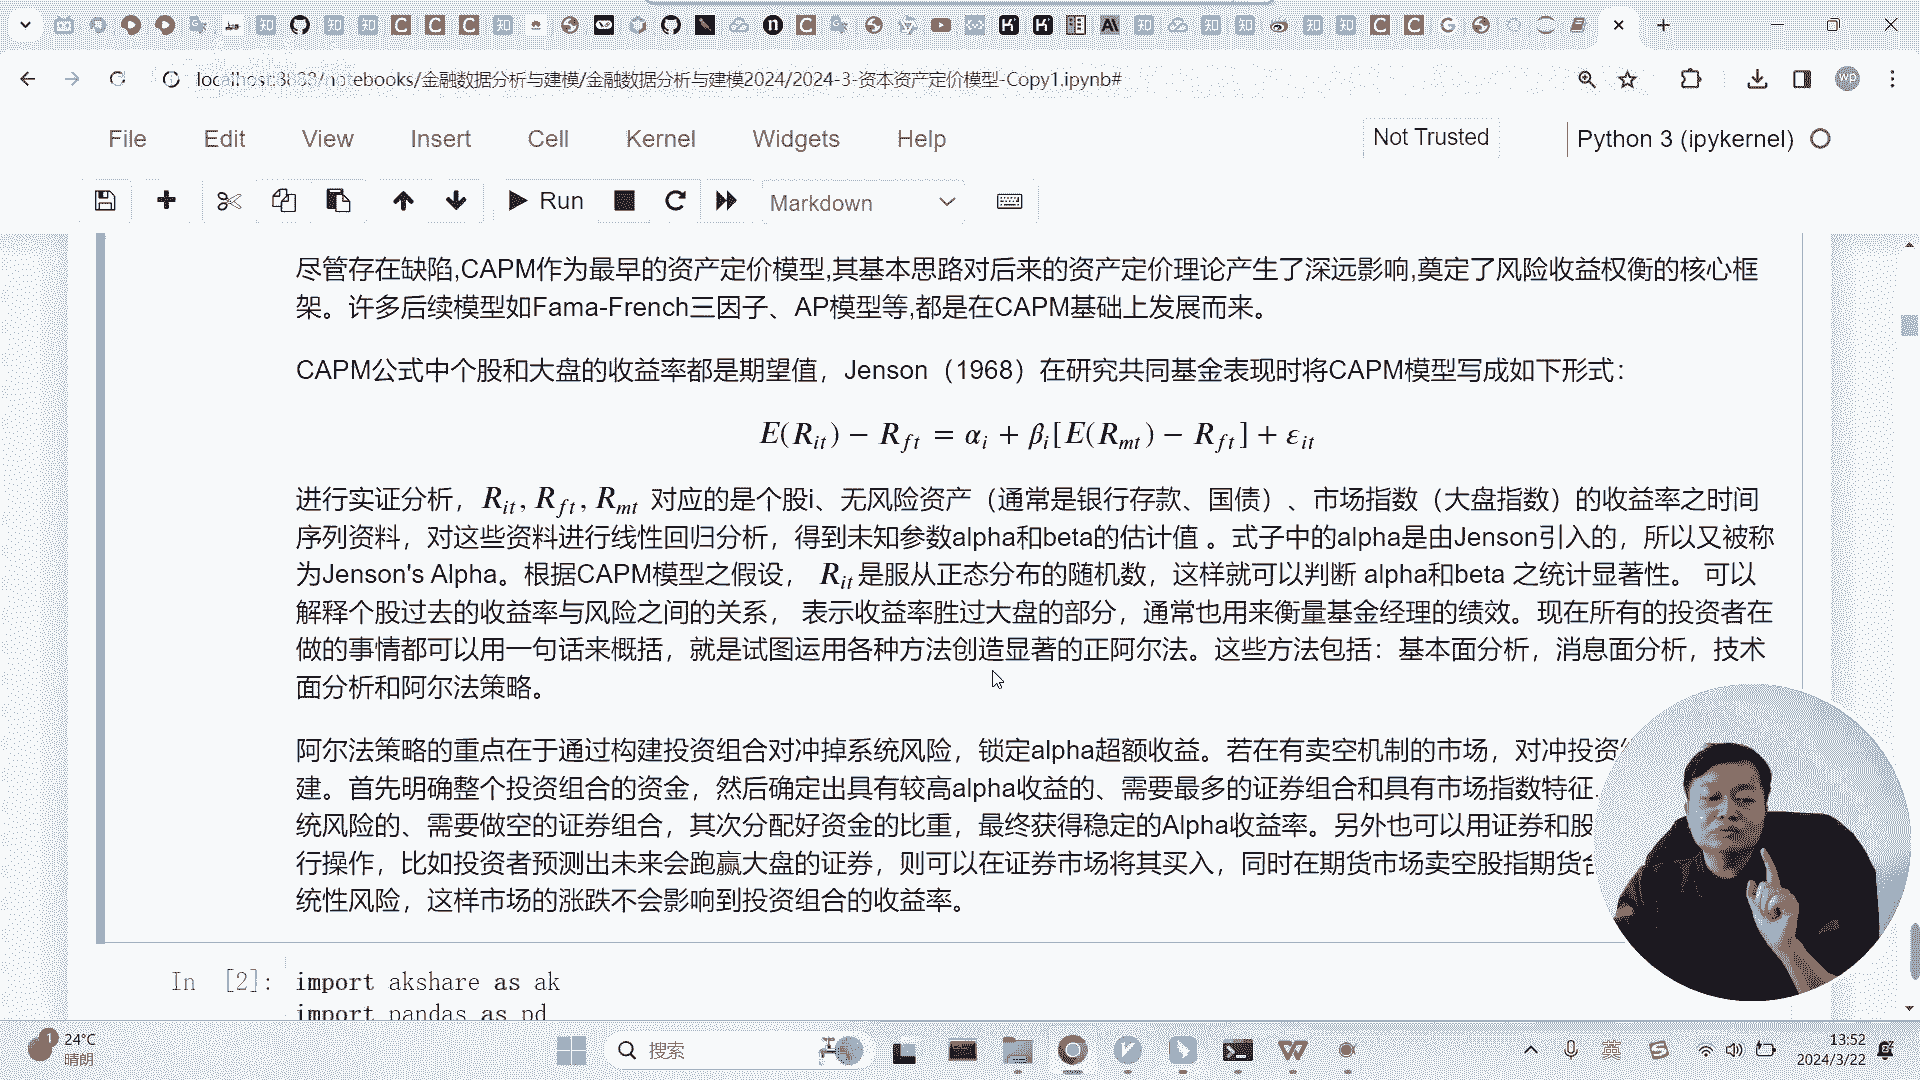 localhost:8888/notebooks/金融数据分析与建模/金融数据分析与建模2024/2024-3-资本资产定价模型-Copy1.ipynb#
wp
File Edit View Insert Cell Kernel Widgets Help Not Trusted Python 3 (ipykernel)
Run Markdown
尽管存在缺陷,CAPM作为最早的资产定价模型,其基本思路对后来的资产定价理论产生了深远影响,奠定了风险收益权衡的核心框
架。许多后续模型如Fama-French三因子、AP模型等,都是在CAPM基础上发展而来。
CAPM公式中个股和大盘的收益率都是期望值，Jenson（1968）在研究共同基金表现时将CAPM模型写成如下形式：
E(R_{it}) − R_{ft} = α_i + β_i[E(R_{mt}) − R_{ft}] + ε_{it}
进行实证分析， R_{it}, R_{ft}, R_{mt} 对应的是个股i、无风险资产（通常是银行存款、国债）、市场指数（大盘指数）的收益率之时间
序列资料，对这些资料进行线性回归分析，得到未知参数alpha和beta的估计值 。式子中的alpha是由Jenson引入的，所以又被称
为Jenson's Alpha。根据CAPM模型之假设， R_{it} 是服从正态分布的随机数，这样就可以判断 alpha和beta 之统计显著性。 可以
解释个股过去的收益率与风险之间的关系， 表示收益率胜过大盘的部分，通常也用来衡量基金经理的绩效。现在所有的投资者在
做的事情都可以用一句话来概括，就是试图运用各种方法创造显著的正阿尔法。这些方法包括：基本面分析，消息面分析，技术
面分析和阿尔法策略。
阿尔法策略的重点在于通过构建投资组合对冲掉系统风险，锁定alpha超额收益。若在有卖空机制的市场，对冲投资
建。首先明确整个投资组合的资金，然后确定出具有较高alpha收益的、需要最多的证券组合和具有市场指数特征
统风险的、需要做空的证券组合，其次分配好资金的比重，最终获得稳定的Alpha收益率。另外也可以用证券和股
行操作，比如投资者预测出未来会跑赢大盘的证券，则可以在证券市场将其买入，同时在期货市场卖空股指期货合
统性风险，这样市场的涨跌不会影响到投资组合的收益率。
In [2]: import akshare as ak
import pandas as pd
1
24°C
晴朗
搜索
英
13:52
2024/3/22